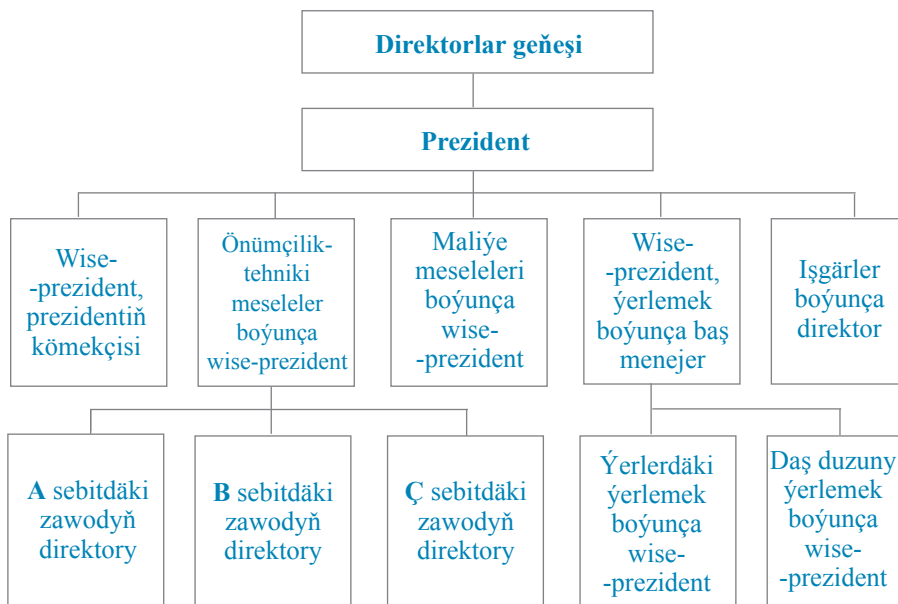 Direktorlar geňeşi
Prezident
Wise-
-prezident,
prezidentiň
kömekçisi
Önümçilik-
tehniki
meseleler
boýunça
wise-prezident
Maliýe
meseleleri
boýunça
wise-
-prezident
Wise-
-prezident,
ýerlemek
boýunça baş
menejer
Işgärler
boýunça
direktor
A sebitdäki
zawodyň
direktory
B sebitdäki
zawodyň
direktory
Ç sebitdäki
zawodyň
direktory
Ýerlerdäki
ýerlemek
boýunça
wise-
-prezident
Daş duzuny
ýerlemek
boýunça
wise-
-prezident